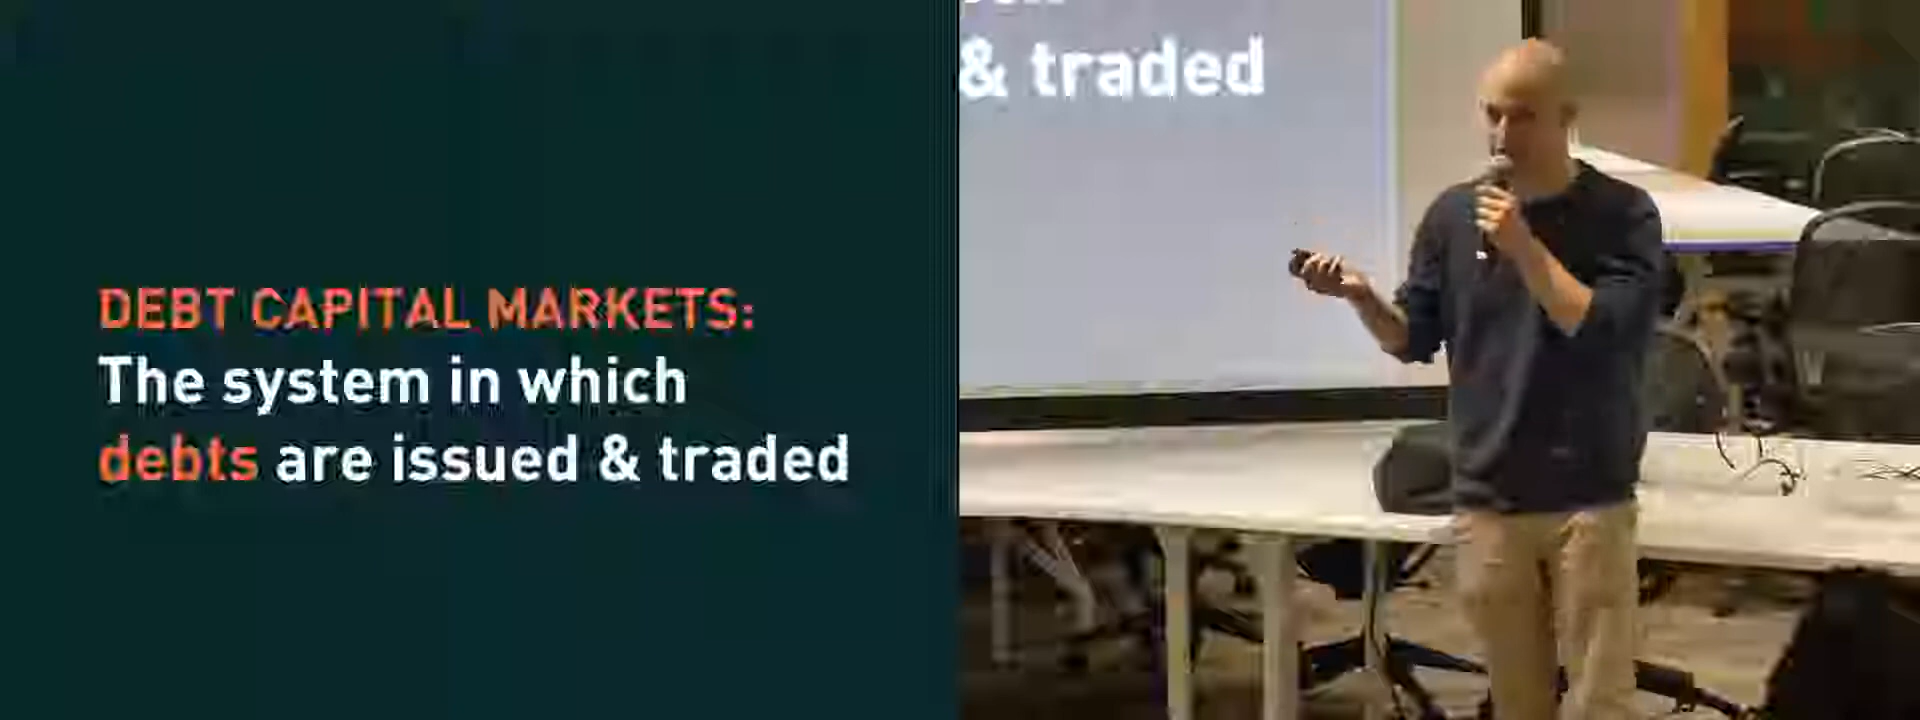 DEBT CAPITAL MARKETS:
The system in which
debts are issued & traded
& traded